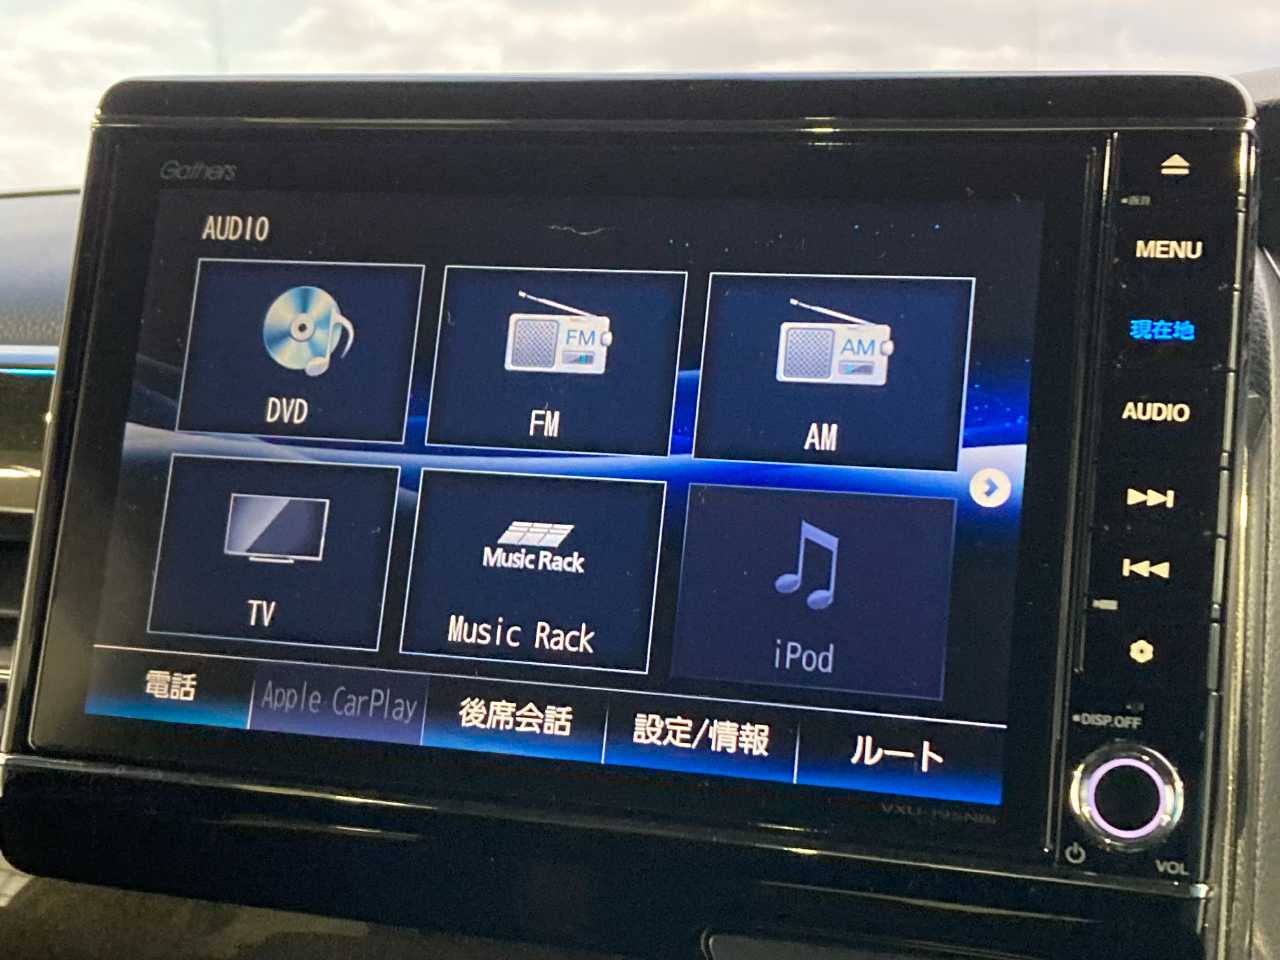 Gathers
AUDIO
DVD
FM
FM
AM
AM
TV
Music Rack
Music Rack
iPod
電話
Apple CarPlay
後席会話
設定/情報
ルート
MENU
現在地
AUDIO
DISP.OFF
VOL